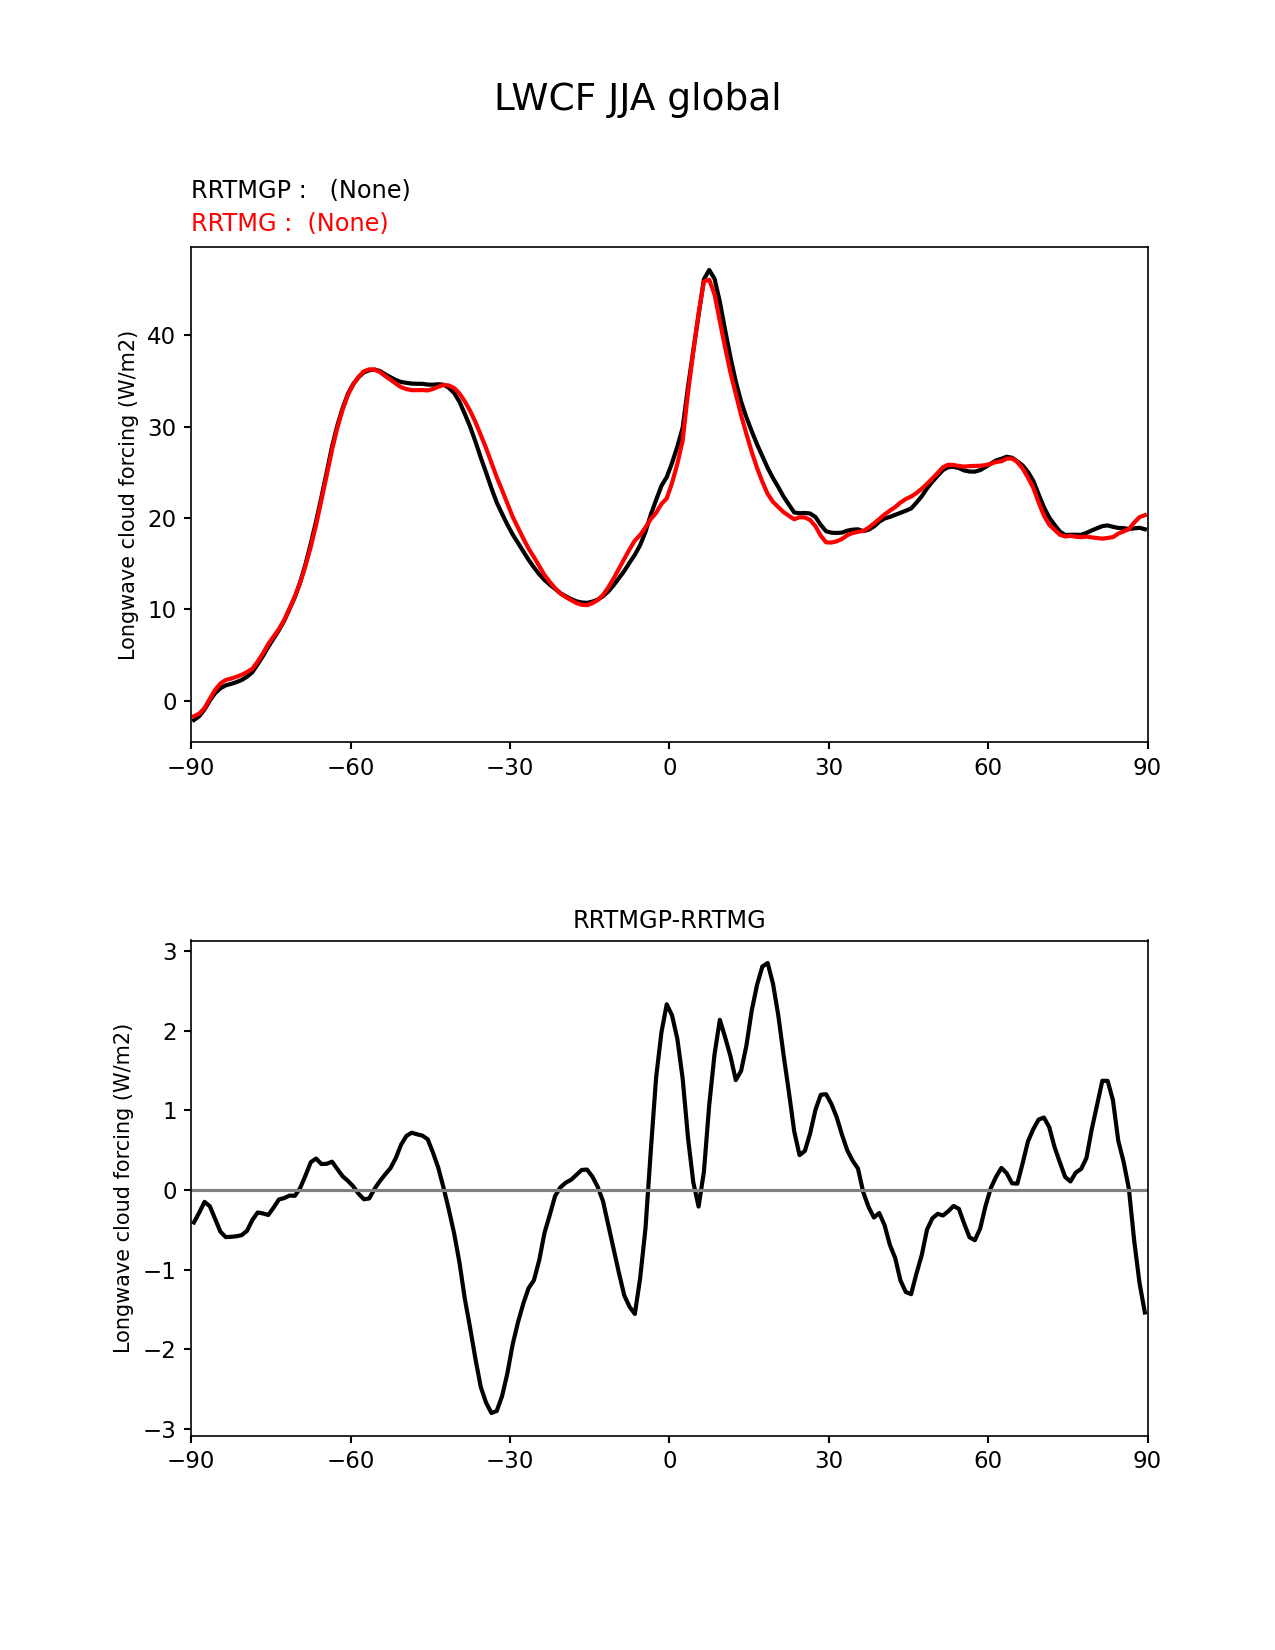 LWCF JJA global
RRTMGP :   (None)
RRTMG :  (None)
Longwave cloud forcing (W/m2)
40
30
20
10
0
−90 −60 −30 0 30 60 90
RRTMGP-RRTMG
Longwave cloud forcing (W/m2)
3
2
1
0
−1
−2
−3
−90 −60 −30 0 30 60 90